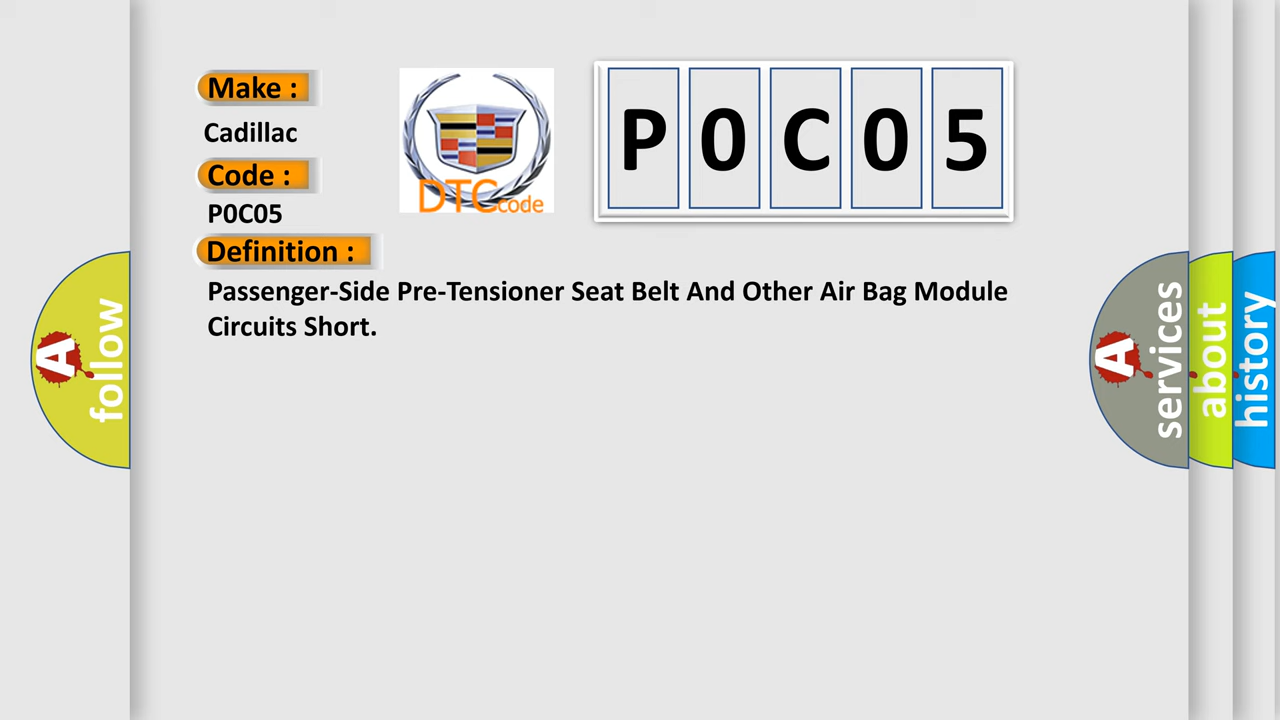 Make :
Cadillac
Code :
P0C05
Definition :
Passenger-Side Pre-Tensioner Seat Belt And Other Air Bag Module
Circuits Short.
DTCcode
P 0 C 0 5
A follow
A services
about
history